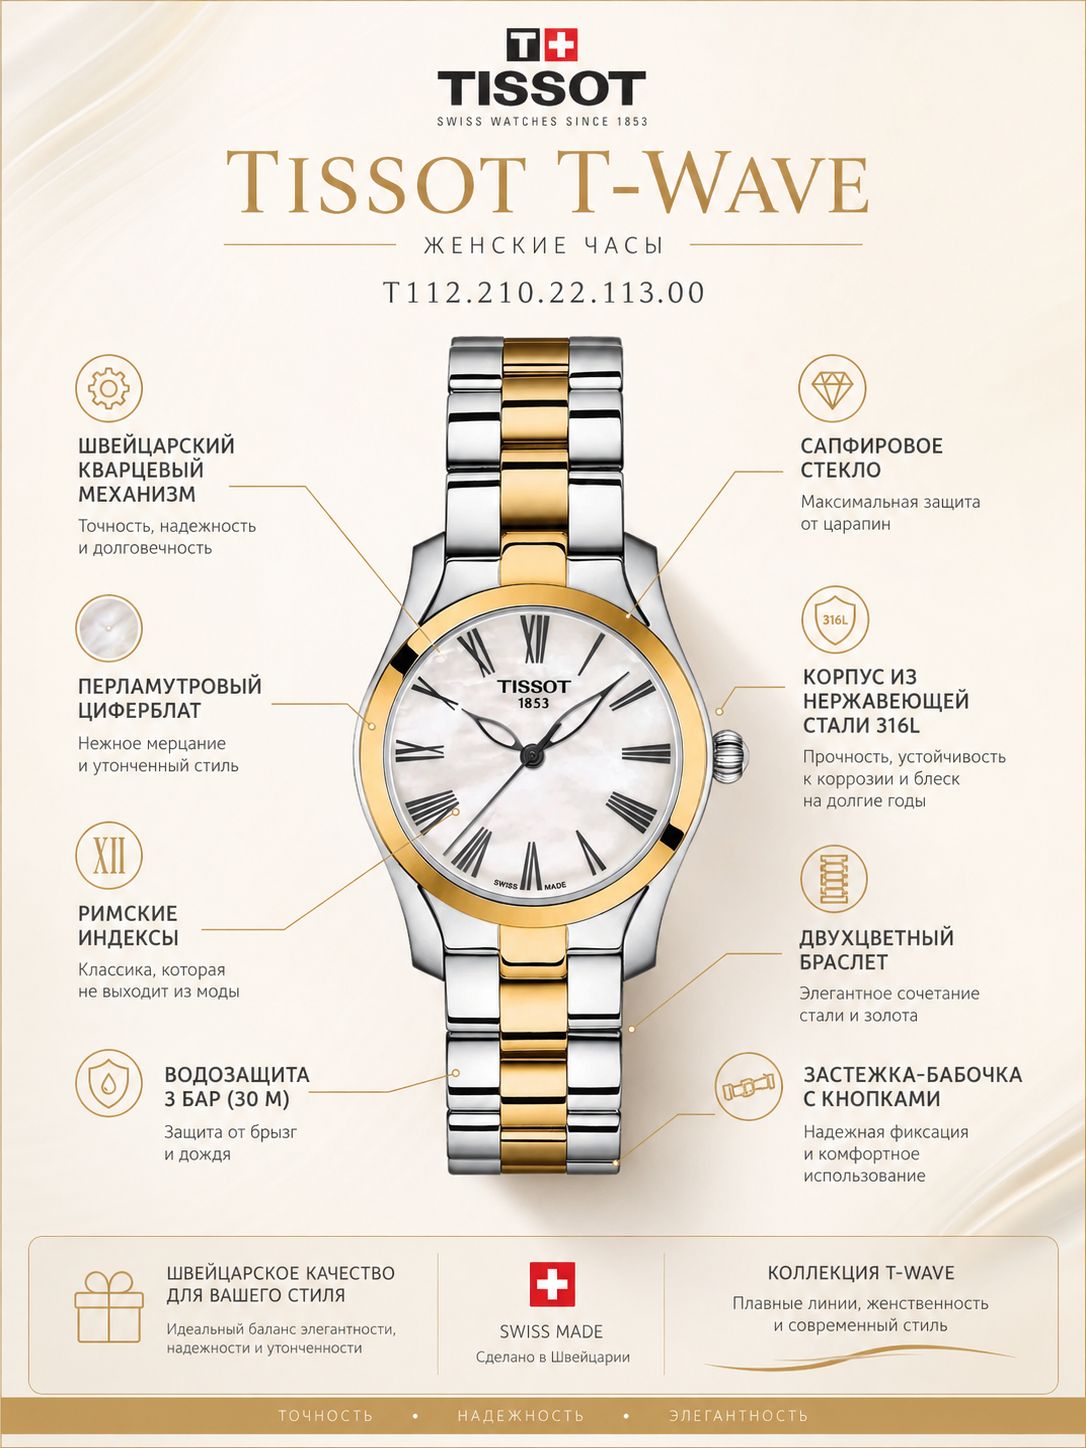 T+
TISSOT
SWISS WATCHES SINCE 1853
TISSOT T-WAVE
ЖЕНСКИЕ ЧАСЫ
T112.210.22.113.00
ШВЕЙЦАРСКИЙ
КВАРЦЕВЫЙ
МЕХАНИЗМ
Точность, надежность
и долговечность
ПЕРЛАМУТРОВЫЙ
ЦИФЕРБЛАТ
Нежное мерцание
и утонченный стиль
XII
РИМСКИЕ
ИНДЕКСЫ
Классика, которая
не выходит из моды
ВОДОЗАЩИТА
3 БАР (30 М)
Защита от брызг
и дождя
TISSOT
1853
SWISS MADE
САПФИРОВОЕ
СТЕКЛО
Максимальная защита
от царапин
316L
КОРПУС ИЗ
НЕРЖАВЕЮЩЕЙ
СТАЛИ 316L
Прочность, устойчивость
к коррозии и блеск
на долгие годы
ДВУХЦВЕТНЫЙ
БРАСЛЕТ
Элегантное сочетание
стали и золота
ЗАСТЕЖКА-БАБОЧКА
С КНОПКАМИ
Надежная фиксация
и комфортное
использование
ШВЕЙЦАРСКОЕ КАЧЕСТВО
ДЛЯ ВАШЕГО СТИЛЯ
Идеальный баланс элегантности,
надежности и утонченности
SWISS MADE
Сделано в Швейцарии
КОЛЛЕКЦИЯ T-WAVE
Плавные линии, женственность
и современный стиль
ТОЧНОСТЬ • НАДЕЖНОСТЬ • ЭЛЕГАНТНОСТЬ